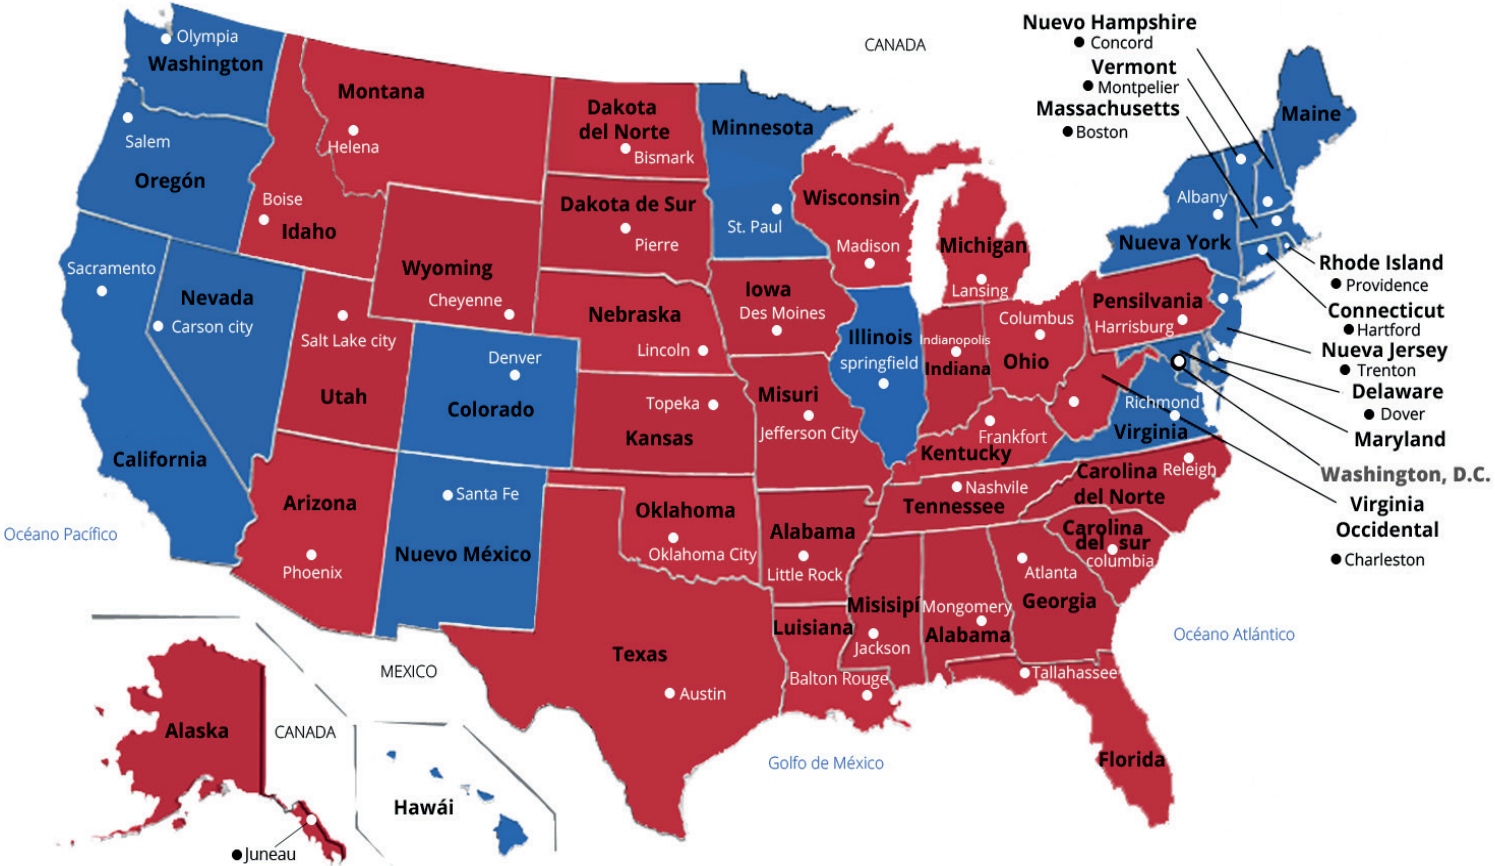 CANADA
Nuevo Hampshire
Concord
Vermont
Montpelier
Massachusetts
Boston
Olympia
Washington
Montana
Helena
Dakota
del Norte
Bismark
Minnesota
St. Paul
Maine
Salem
Oregón
Boise
Idaho
Dakota de Sur
Pierre
Wisconsin
Madison
Michigan
Lansing
Albany
Nueva York
Rhode Island
Providence
Connecticut
Hartford
Nueva Jersey
Trenton
Delaware
Dover
Maryland
Washington, D.C.
Virginia
Occidental
Charleston
Sacramento
Nevada
Carson city
Wyoming
Cheyenne
Salt Lake city
Utah
Nebraska
Lincoln
Iowa
Des Moines
Illinois
springfield
Indianopolis
Indiana
Columbus
Ohio
Pensilvania
Harrisburg
Denver
Colorado
Topeka
Kansas
Misuri
Jefferson City
Frankfort
Kentucky
Richmond
Virginia
California
Arizona
Phoenix
Santa Fe
Nuevo México
Oklahoma
Oklahoma City
Alabama
Little Rock
Nashvile
Tennessee
Carolina
del Norte
Releigh
Carolina
del sur
columbia
Atlanta
Georgia
Misisipí
Jackson
Mongomery
Alabama
Luisiana
Balton Rouge
Texas
Austin
Tallahassee
Florida
Océano Pacífico
Océano Atlántico
Golfo de México
MEXICO
Alaska
CANADA
Juneau
Hawái